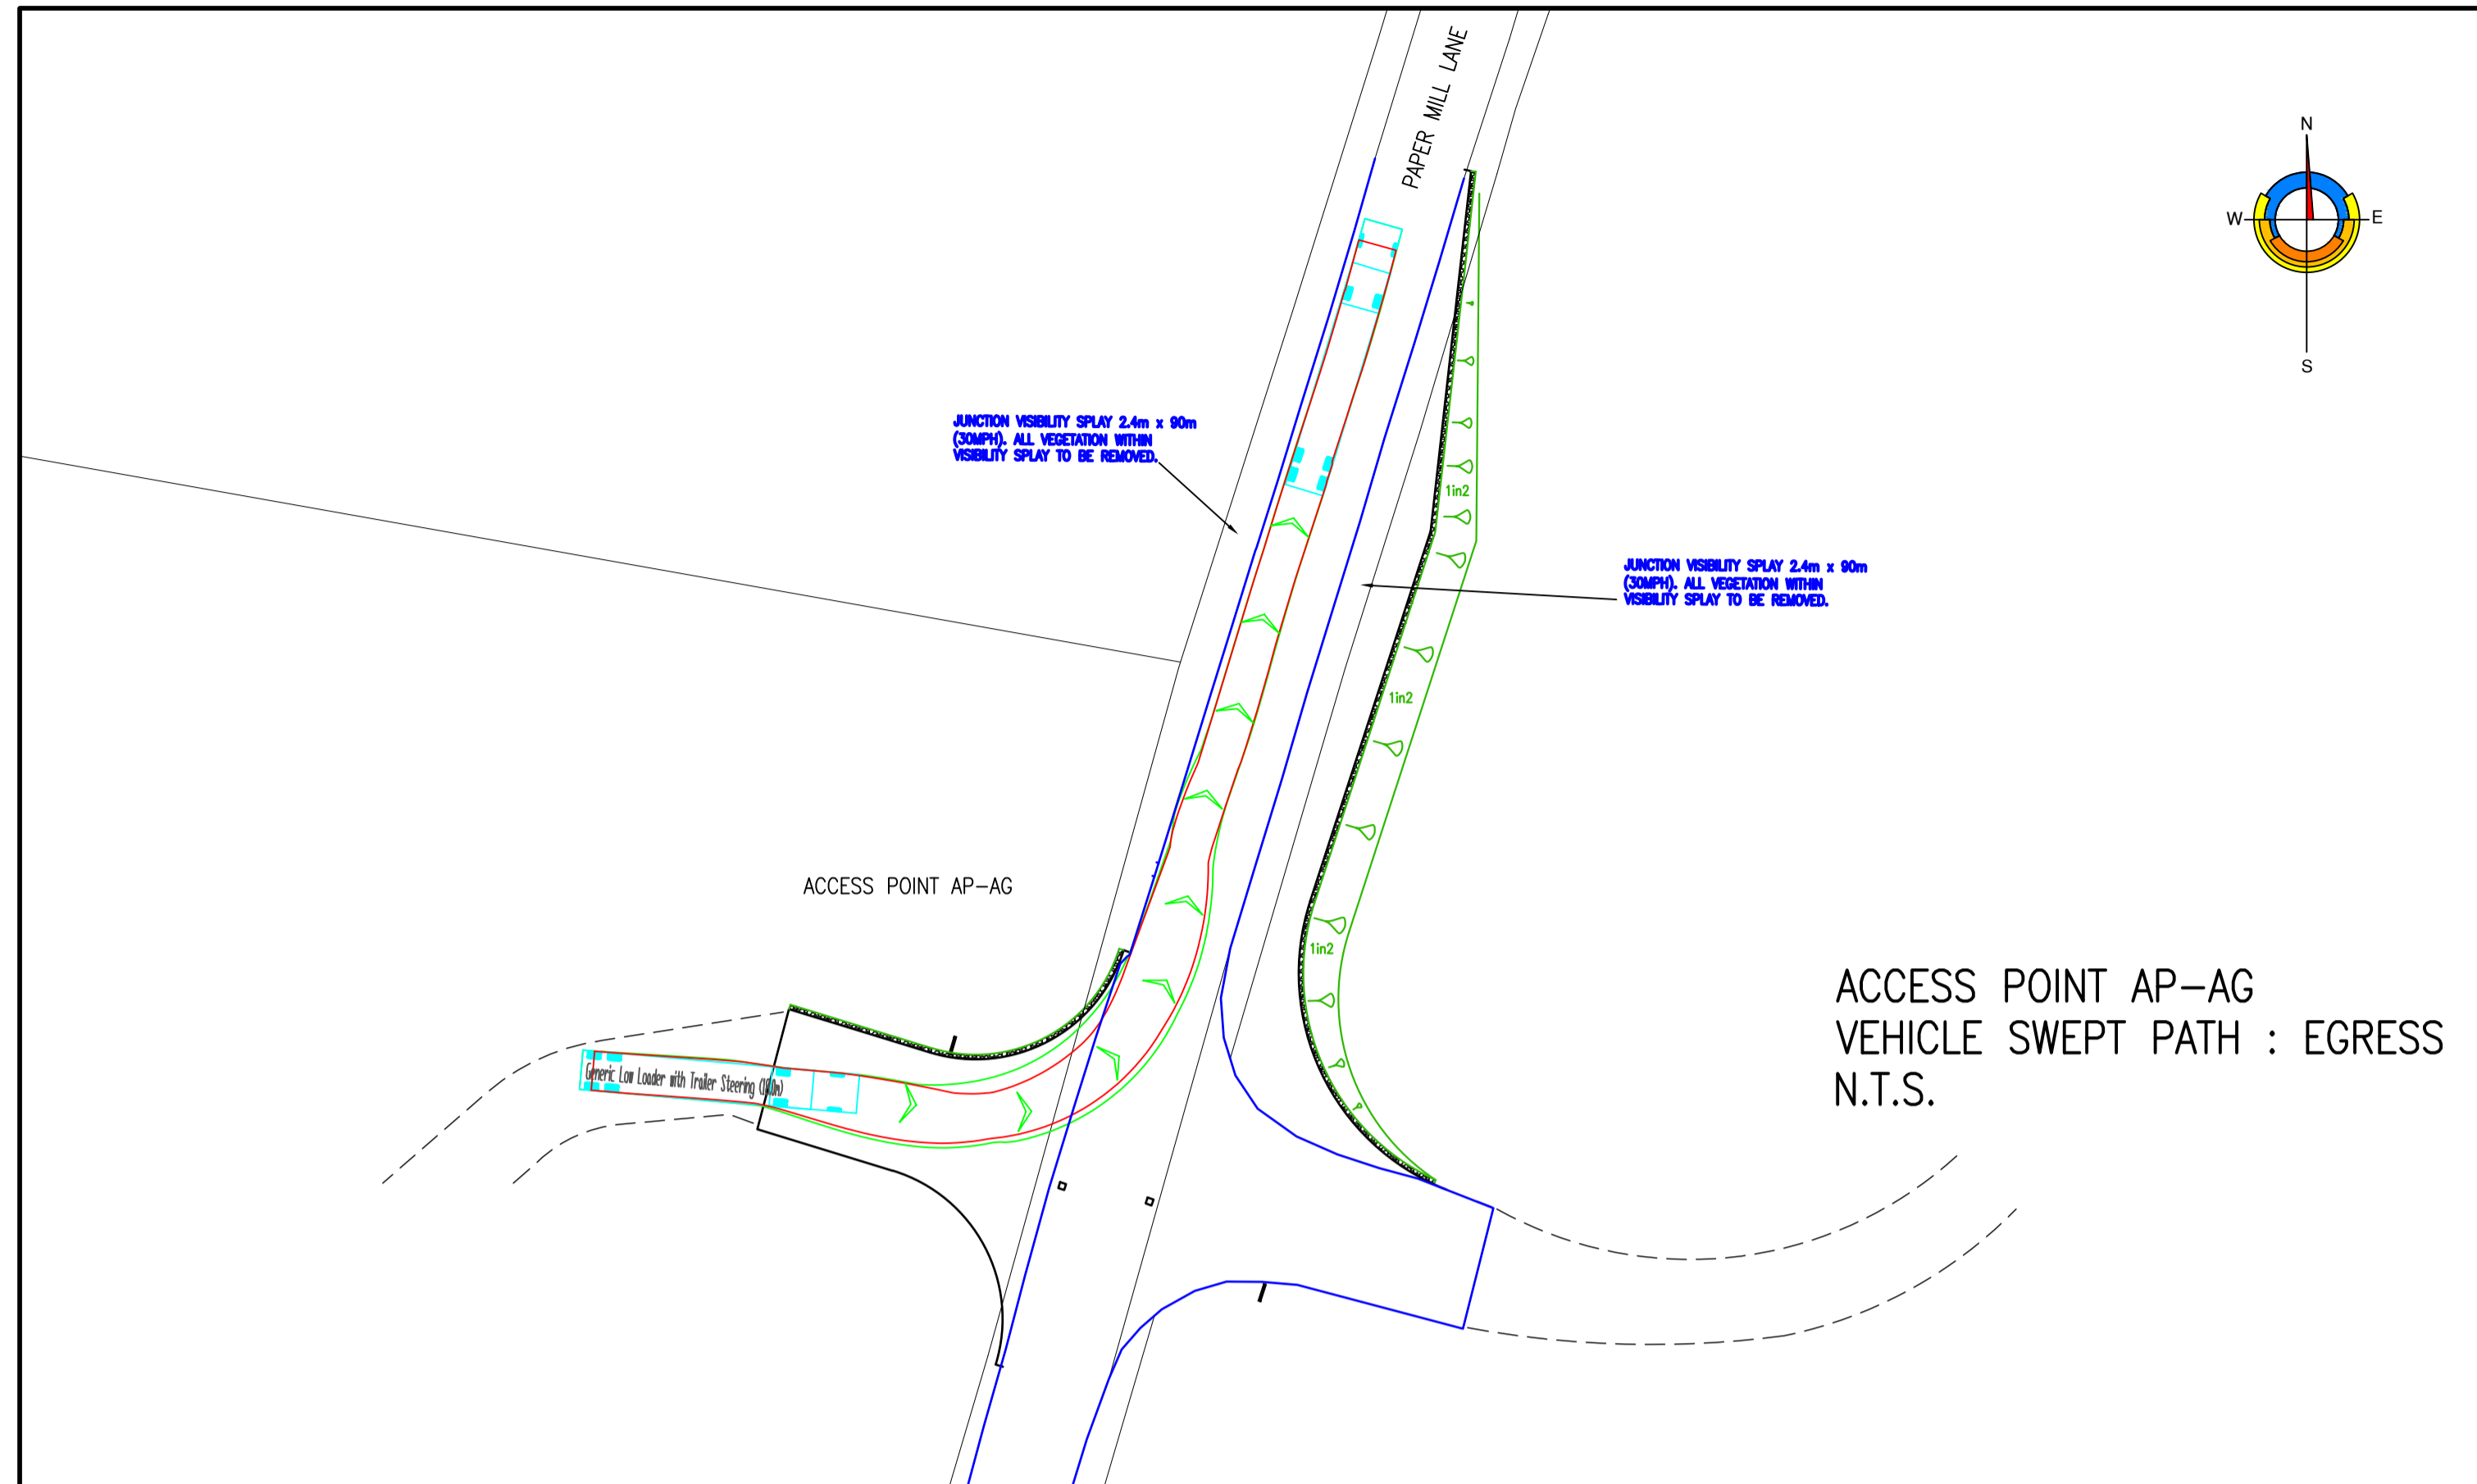 PAPER MILL LANE
N
W
E
S
JUNCTION VISIBILITY SPLAY 2.4m x 90m
(30MPH). ALL VEGETATION WITHIN
VISIBILITY SPLAY TO BE REMOVED.
1in2
JUNCTION VISIBILITY SPLAY 2.4m x 90m
(30MPH). ALL VEGETATION WITHIN
VISIBILITY SPLAY TO BE REMOVED.
1in2
ACCESS POINT AP-AG
1in2
ACCESS POINT AP-AG
VEHICLE SWEPT PATH : EGRESS
N.T.S.
Generic Low Loader with Trailer Steering